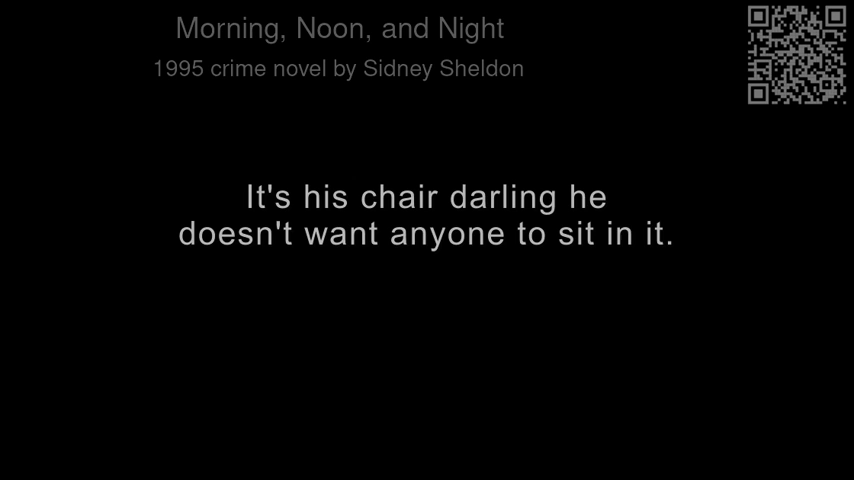 Morning, Noon, and Night
1995 crime novel by Sidney Sheldon
It's his chair darling he
doesn't want anyone to sit in it.